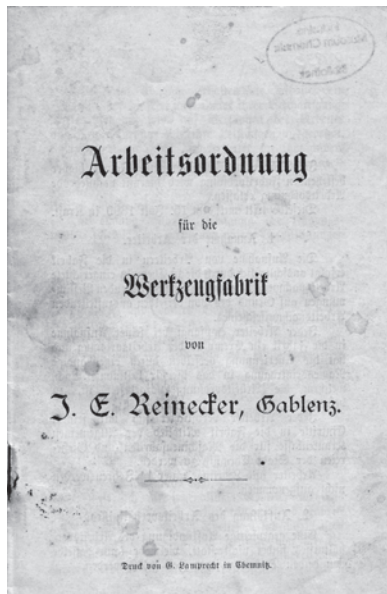 Arbeitsordnung
für die
Werkzeugfabrik
von
J. E. Reinecker, Gablenz.
Druck von G. Lamprecht in Chemnitz.